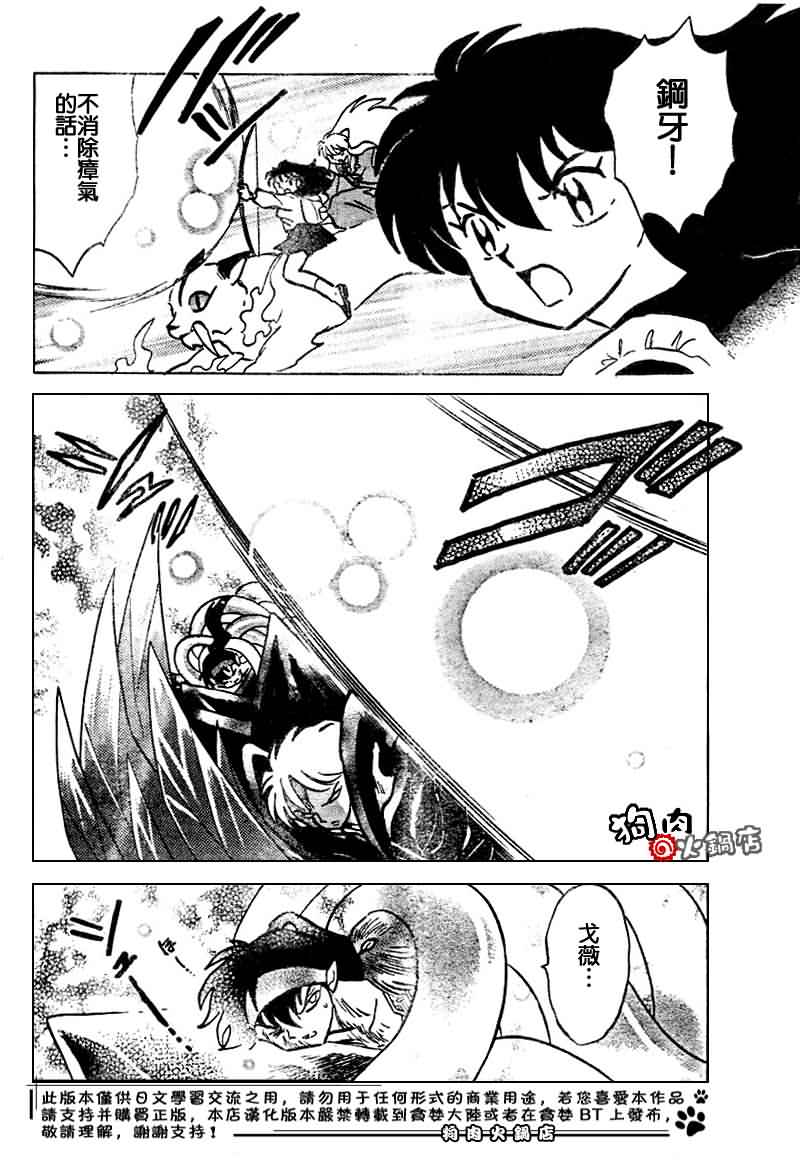 鋼牙！
不消除瘴氣
的話…
狗肉
火鍋店
戈薇…
此版本僅供日文學習交流之用，請勿用于任何形式的商業用途，若您喜愛本作品
請支持并購買正版，本店漢化版本嚴禁轉載到貪婪大陸或者在貪婪BT上發布，
敬請理解，謝謝支持！
狗肉火鍋店